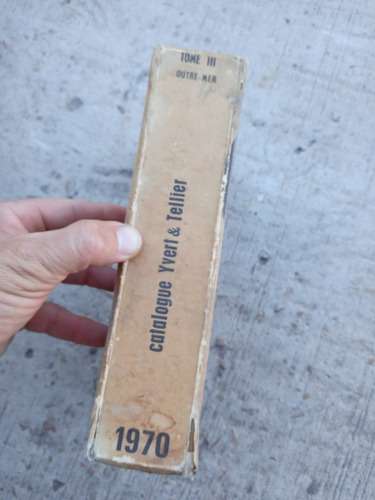 TOME III
OUTRE-MER
catalogue Yvert & Tellier
1970